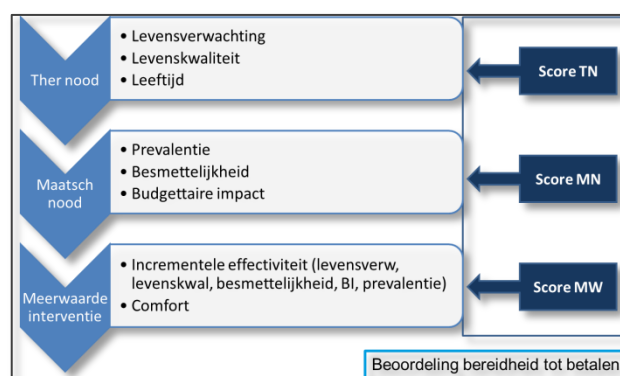 Ther nood
• Levensverwachting
• Levenskwaliteit
• Leeftijd
Score TN
Maatsch
nood
• Prevalentie
• Besmettelijkheid
• Budgettaire impact
Score MN
Meerwaarde
interventie
• Incrementele effectiviteit (levensverw,
levenskwal, besmettelijkheid, BI, prevalentie)
• Comfort
Score MW
Beoordeling bereidheid tot betalen